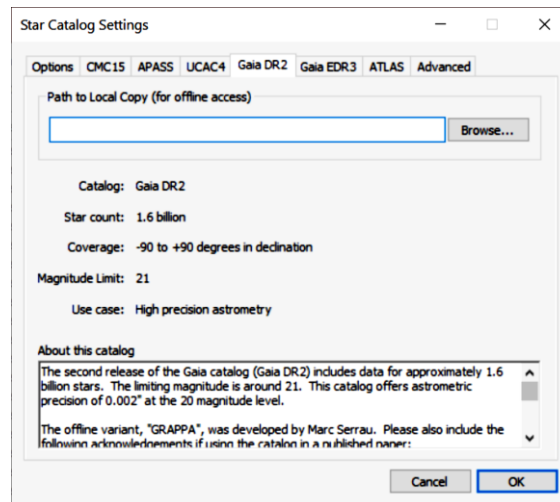 Star Catalog Settings
Options CMC15 APASS UCAC4 Gaia DR2 Gaia EDR3 ATLAS Advanced
Path to Local Copy (for offline access)
Browse...
Catalog: Gaia DR2
Star count: 1.6 billion
Coverage: -90 to +90 degrees in declination
Magnitude Limit: 21
Use case: High precision astrometry
About this catalog
The second release of the Gaia catalog (Gaia DR2) includes data for approximately 1.6
billion stars. The limiting magnitude is around 21. This catalog offers astrometric
precision of 0.002" at the 20 magnitude level.
The offline variant, "GRAPPA", was developed by Marc Serrau. Please also include the
following acknowledgements if using the catalog in a published paper:
Cancel OK